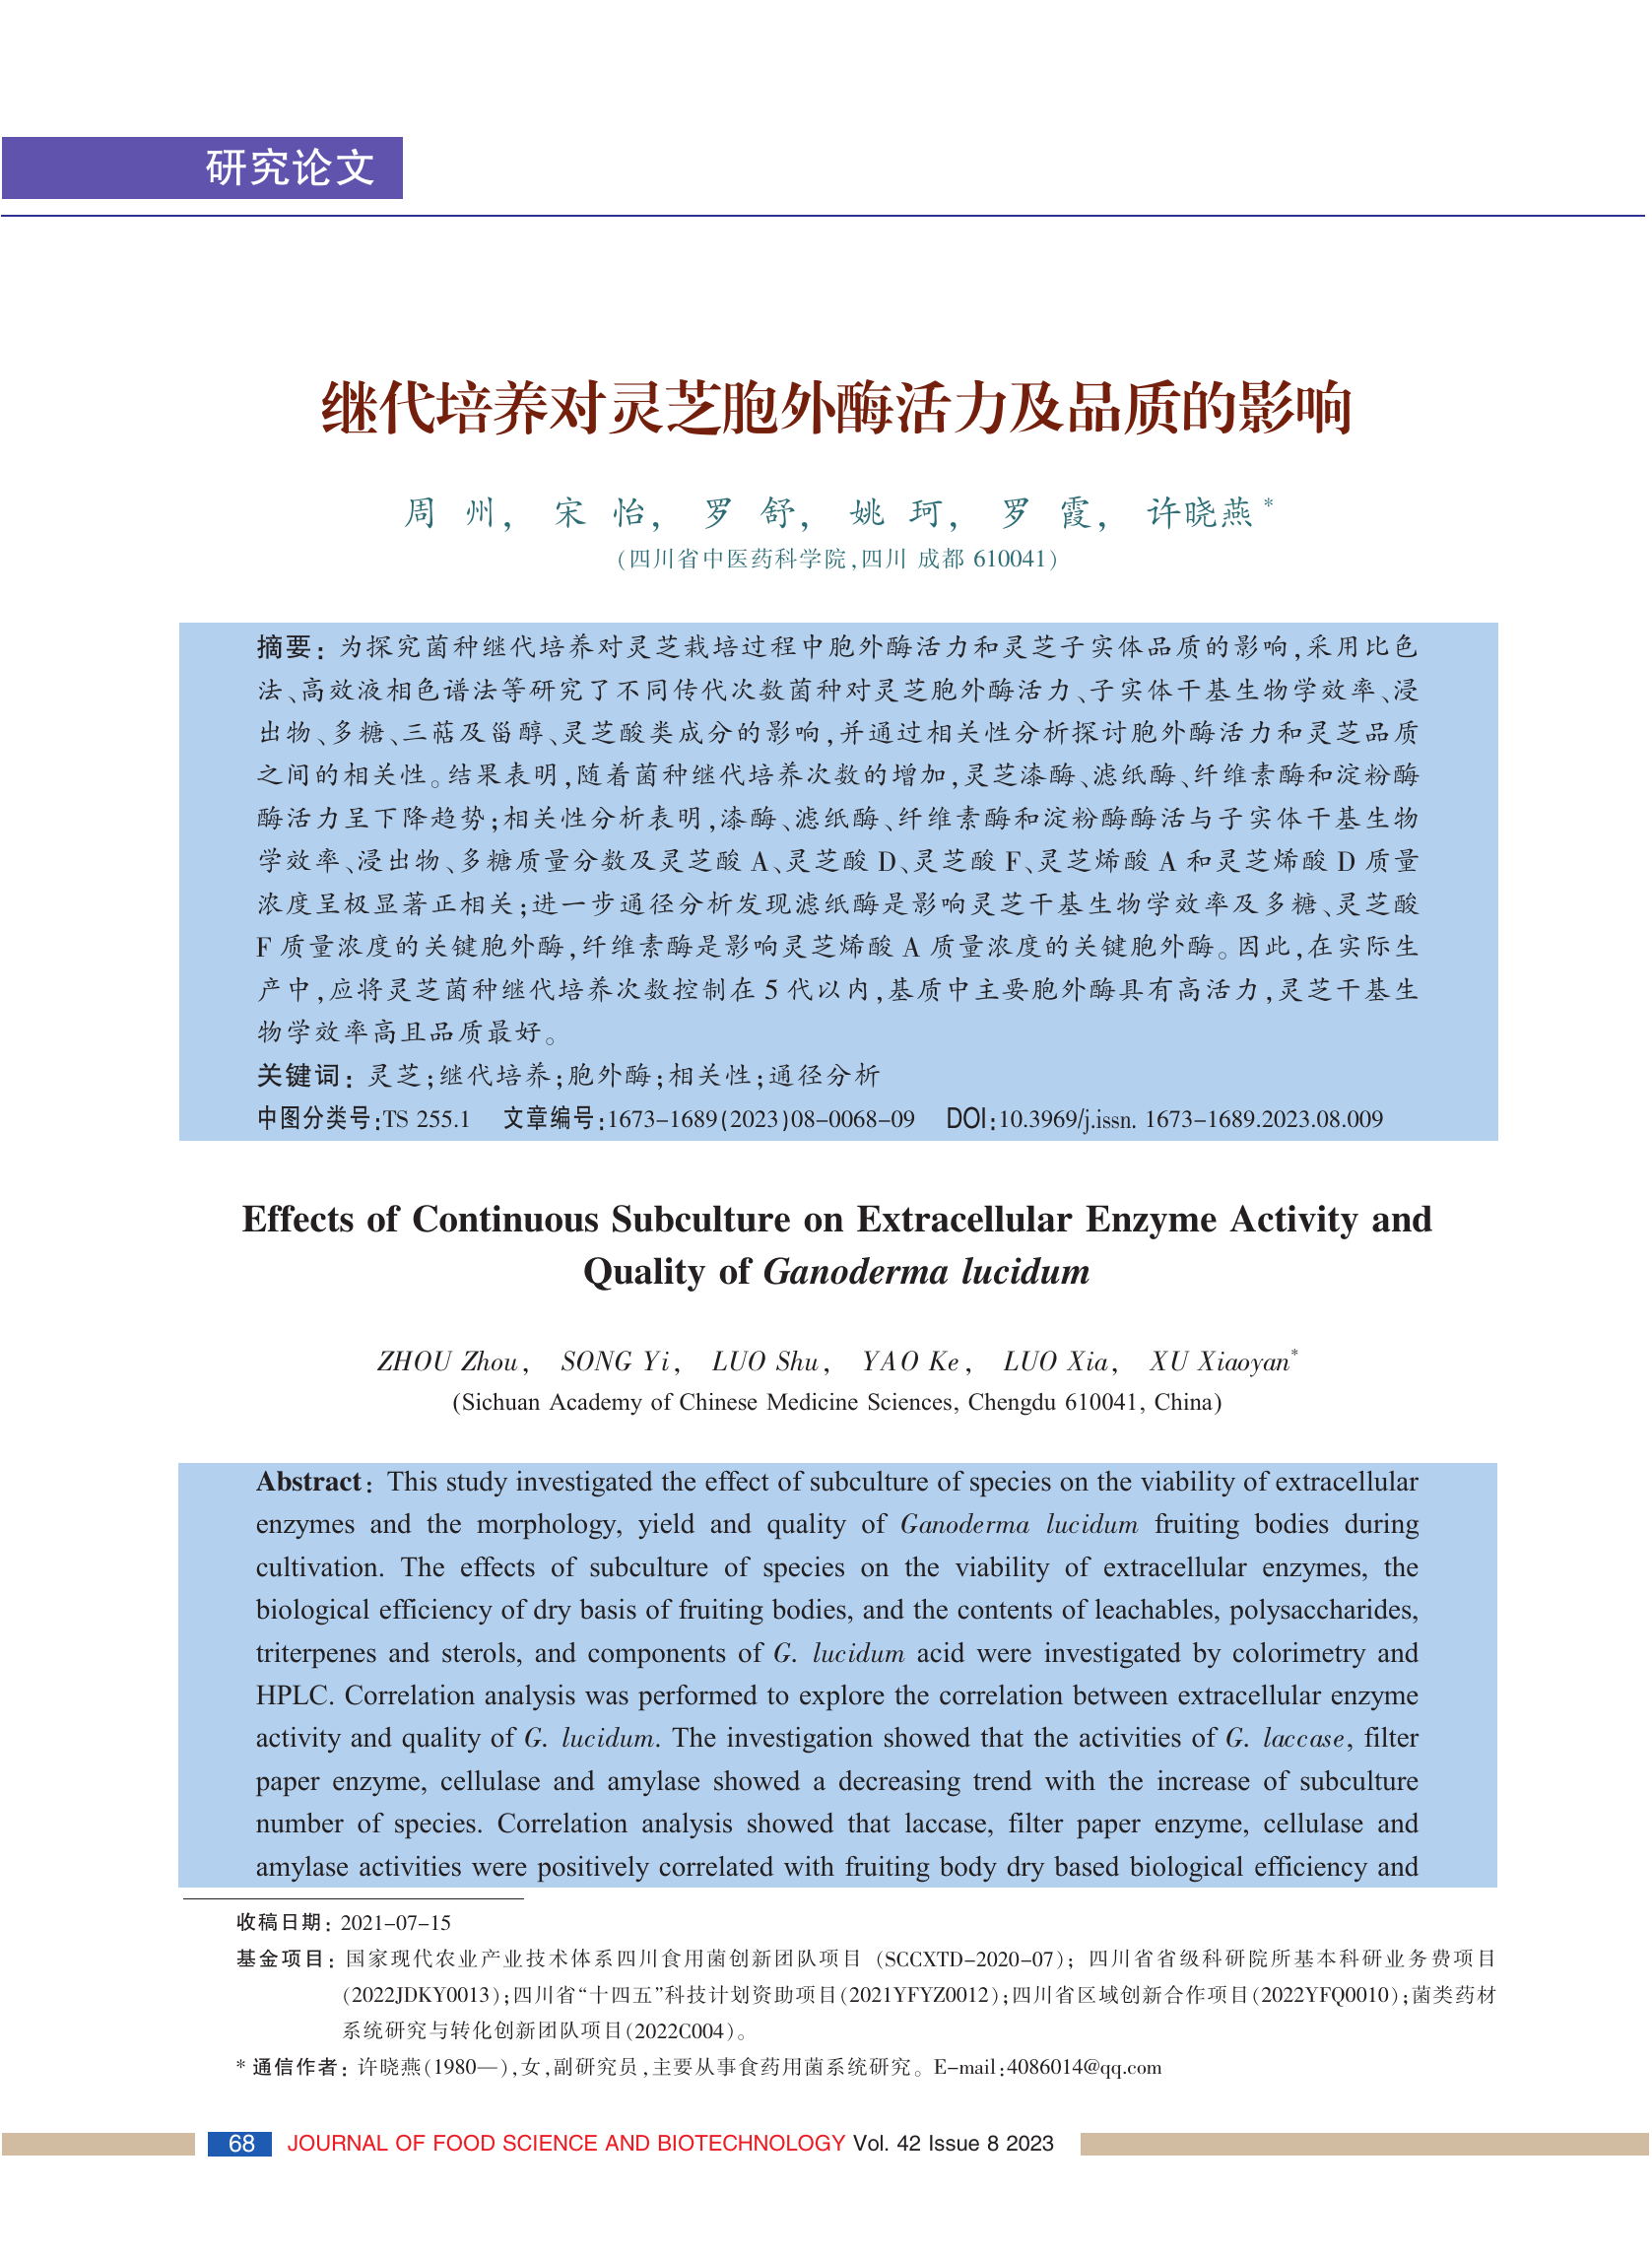 研究论文
继代培养对灵芝胞外酶活力及品质的影响
周 州， 宋 怡， 罗 舒， 姚 珂， 罗 霞， 许晓燕*
(四川省中医药科学院,四川 成都 610041)
摘要： 为探究菌种继代培养对灵芝栽培过程中胞外酶活力和灵芝子实体品质的影响,采用比色
法、高效液相色谱法等研究了不同传代次数菌种对灵芝胞外酶活力、子实体干基生物学效率、浸
出物、多糖、三萜及甾醇、灵芝酸类成分的影响,并通过相关性分析探讨胞外酶活力和灵芝品质
之间的相关性。结果表明,随着菌种继代培养次数的增加,灵芝漆酶、滤纸酶、纤维素酶和淀粉酶
酶活力呈下降趋势;相关性分析表明,漆酶、滤纸酶、纤维素酶和淀粉酶酶活与子实体干基生物
学效率、浸出物、多糖质量分数及灵芝酸 A、灵芝酸 D、灵芝酸 F、灵芝烯酸 A 和灵芝烯酸 D 质量
浓度呈极显著正相关;进一步通径分析发现滤纸酶是影响灵芝干基生物学效率及多糖、灵芝酸
F 质量浓度的关键胞外酶,纤维素酶是影响灵芝烯酸 A 质量浓度的关键胞外酶。因此,在实际生
产中,应将灵芝菌种继代培养次数控制在 5 代以内,基质中主要胞外酶具有高活力,灵芝干基生
物学效率高且品质最好。
关键词： 灵芝;继代培养;胞外酶;相关性;通径分析
中图分类号:TS 255.1 文章编号:1673-1689(2023)08-0068-09 DOI:10.3969/j.issn. 1673-1689.2023.08.009
Effects of Continuous Subculture on Extracellular Enzyme Activity and
Quality of Ganoderma lucidum
ZHOU Zhou, SONG Yi, LUO Shu, YAO Ke, LUO Xia, XU Xiaoyan*
(Sichuan Academy of Chinese Medicine Sciences, Chengdu 610041, China)
Abstract: This study investigated the effect of subculture of species on the viability of extracellular
enzymes and the morphology, yield and quality of Ganoderma lucidum fruiting bodies during
cultivation. The effects of subculture of species on the viability of extracellular enzymes, the
biological efficiency of dry basis of fruiting bodies, and the contents of leachables, polysaccharides,
triterpenes and sterols, and components of G. lucidum acid were investigated by colorimetry and
HPLC. Correlation analysis was performed to explore the correlation between extracellular enzyme
activity and quality of G. lucidum. The investigation showed that the activities of G. laccase, filter
paper enzyme, cellulase and amylase showed a decreasing trend with the increase of subculture
number of species. Correlation analysis showed that laccase, filter paper enzyme, cellulase and
amylase activities were positively correlated with fruiting body dry based biological efficiency and
收稿日期： 2021-07-15
基金项目： 国家现代农业产业技术体系四川食用菌创新团队项目 (SCCXTD-2020-07)； 四川省省级科研院所基本科研业务费项目
(2022JDKY0013);四川省“十四五”科技计划资助项目(2021YFYZ0012);四川省区域创新合作项目(2022YFQ0010);菌类药材
系统研究与转化创新团队项目(2022C004)。
* 通信作者： 许晓燕(1980—),女,副研究员,主要从事食药用菌系统研究。E-mail:4086014@qq.com
68 JOURNAL OF FOOD SCIENCE AND BIOTECHNOLOGY Vol. 42 Issue 8 2023